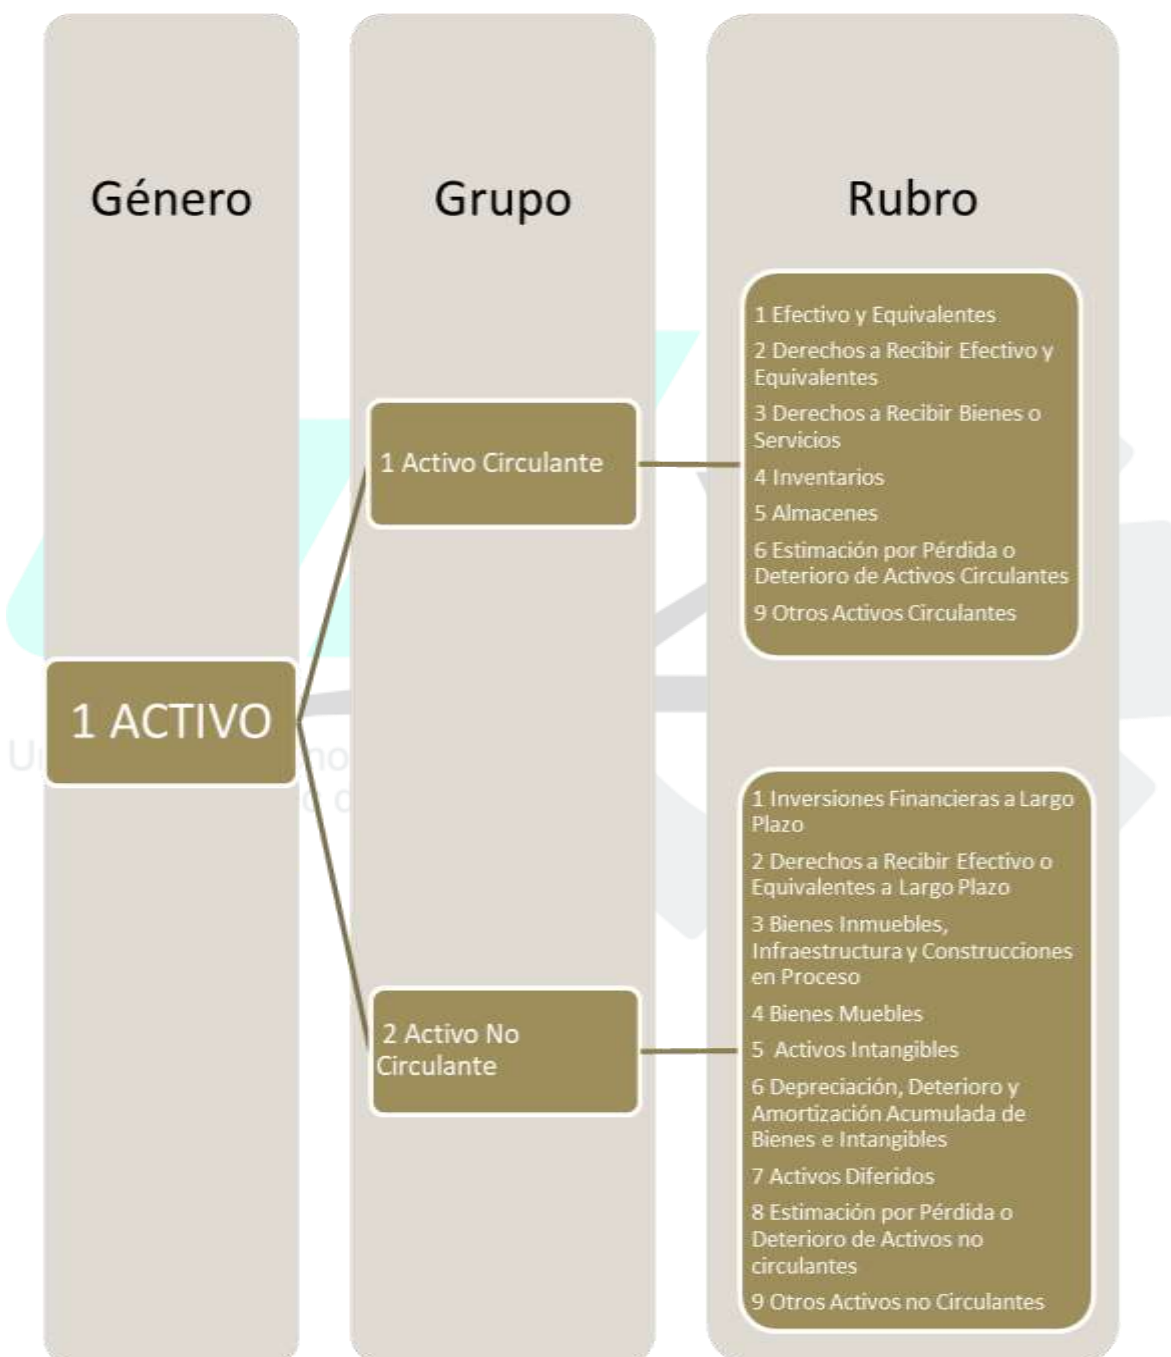 Género
Grupo
Rubro
1 ACTIVO
1 Activo Circulante
1 Efectivo y Equivalentes
2 Derechos a Recibir Efectivo y
Equivalentes
3 Derechos a Recibir Bienes o
Servicios
4 Inventarios
5 Almacenes
6 Estimación por Pérdida o
Deterioro de Activos Circulantes
9 Otros Activos Circulantes
2 Activo No
Circulante
1 Inversiones Financieras a Largo
Plazo
2 Derechos a Recibir Efectivo o
Equivalentes a Largo Plazo
3 Bienes Inmuebles,
Infraestructura y Construcciones
en Proceso
4 Bienes Muebles
5 Activos Intangibles
6 Depreciación, Deterioro y
Amortización Acumulada de
Bienes e Intangibles
7 Activos Diferidos
8 Estimación por Pérdida o
Deterioro de Activos no
circulantes
9 Otros Activos no Circulantes